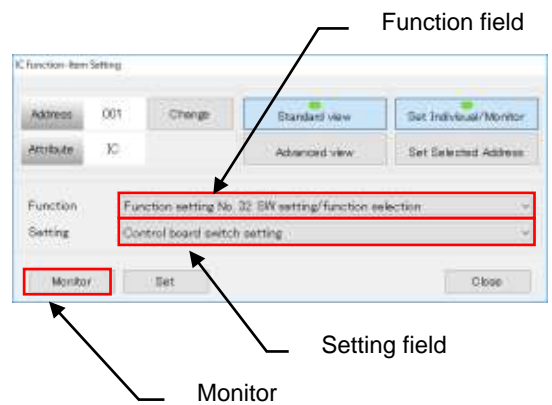 Function field
IC function-item Setting
Address 001 Change Standard view Set Indivisual/Monitor
Attribute IC Advanced view Set Selected Address
Function Function setting No. 32 SW setting/function selection
Setting Control board switch setting
Monitor Set Close
Setting field
Monitor